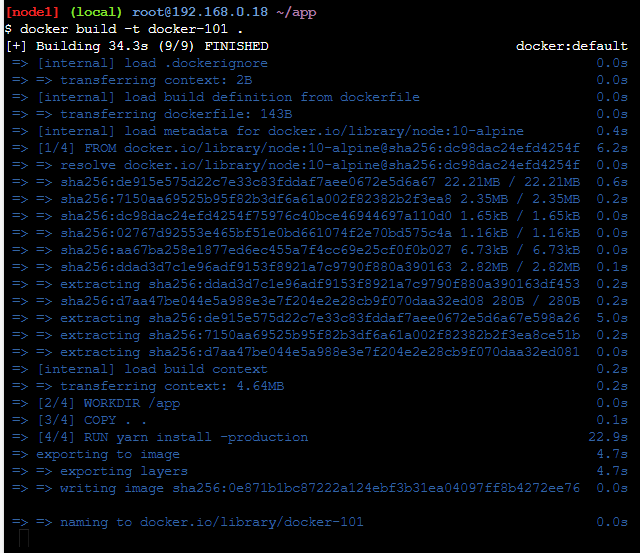 [node1] (local) root@192.168.0.18 ~/app
$ docker build -t docker-101 .
[+] Building 34.3s (9/9) FINISHED docker:default
=> [internal] load .dockerignore 0.0s
=> => transferring context: 2B 0.0s
=> [internal] load build definition from dockerfile 0.0s
=> => transferring dockerfile: 143B 0.0s
=> [internal] load metadata for docker.io/library/node:10-alpine 0.4s
=> [1/4] FROM docker.io/library/node:10-alpine@sha256:dc98dac24efd4254f 6.2s
=> => resolve docker.io/library/node:10-alpine@sha256:dc98dac24efd4254f 0.0s
=> => sha256:de915e575d22c7e33c83fddaf7aee0672e5d6a67 22.21MB / 22.21MB 0.6s
=> => sha256:7150aa69525b95f82b3df6a61a002f82382b2f3ea8 2.35MB / 2.35MB 0.2s
=> => sha256:dc98dac24efd4254f75976c40bce46944697a110d0 1.65kB / 1.65kB 0.0s
=> => sha256:02767d92553e465bf51e0bd661074f2e70bd575c4a 1.16kB / 1.16kB 0.0s
=> => sha256:aa67ba258e1877ed6ec455a7f4cc69e25cf0f0b027 6.73kB / 6.73kB 0.0s
=> => sha256:ddad3d7c1e96adf9153f8921a7c9790f880a390163 2.82MB / 2.82MB 0.1s
=> => extracting sha256:ddad3d7c1e96adf9153f8921a7c9790f880a390163df453 0.2s
=> => sha256:d7aa47be044e5a988e3e7f204e2e28cb9f070daa32ed08 280B / 280B 0.2s
=> => extracting sha256:de915e575d22c7e33c83fddaf7aee0672e5d6a67e598a26 5.0s
=> => extracting sha256:7150aa69525b95f82b3df6a61a002f82382b2f3ea8ce51b 0.2s
=> => extracting sha256:d7aa47be044e5a988e3e7f204e2e28cb9f070daa32ed081 0.0s
=> [internal] load build context 0.2s
=> => transferring context: 4.64MB 0.2s
=> [2/4] WORKDIR /app 0.0s
=> [3/4] COPY . . 0.1s
=> [4/4] RUN yarn install -production 22.9s
=> exporting to image 4.7s
=> => exporting layers 4.7s
=> => writing image sha256:0e871b1bc87222a124ebf3b31ea04097ff8b4272ee76 0.0s
=> => naming to docker.io/library/docker-101 0.0s